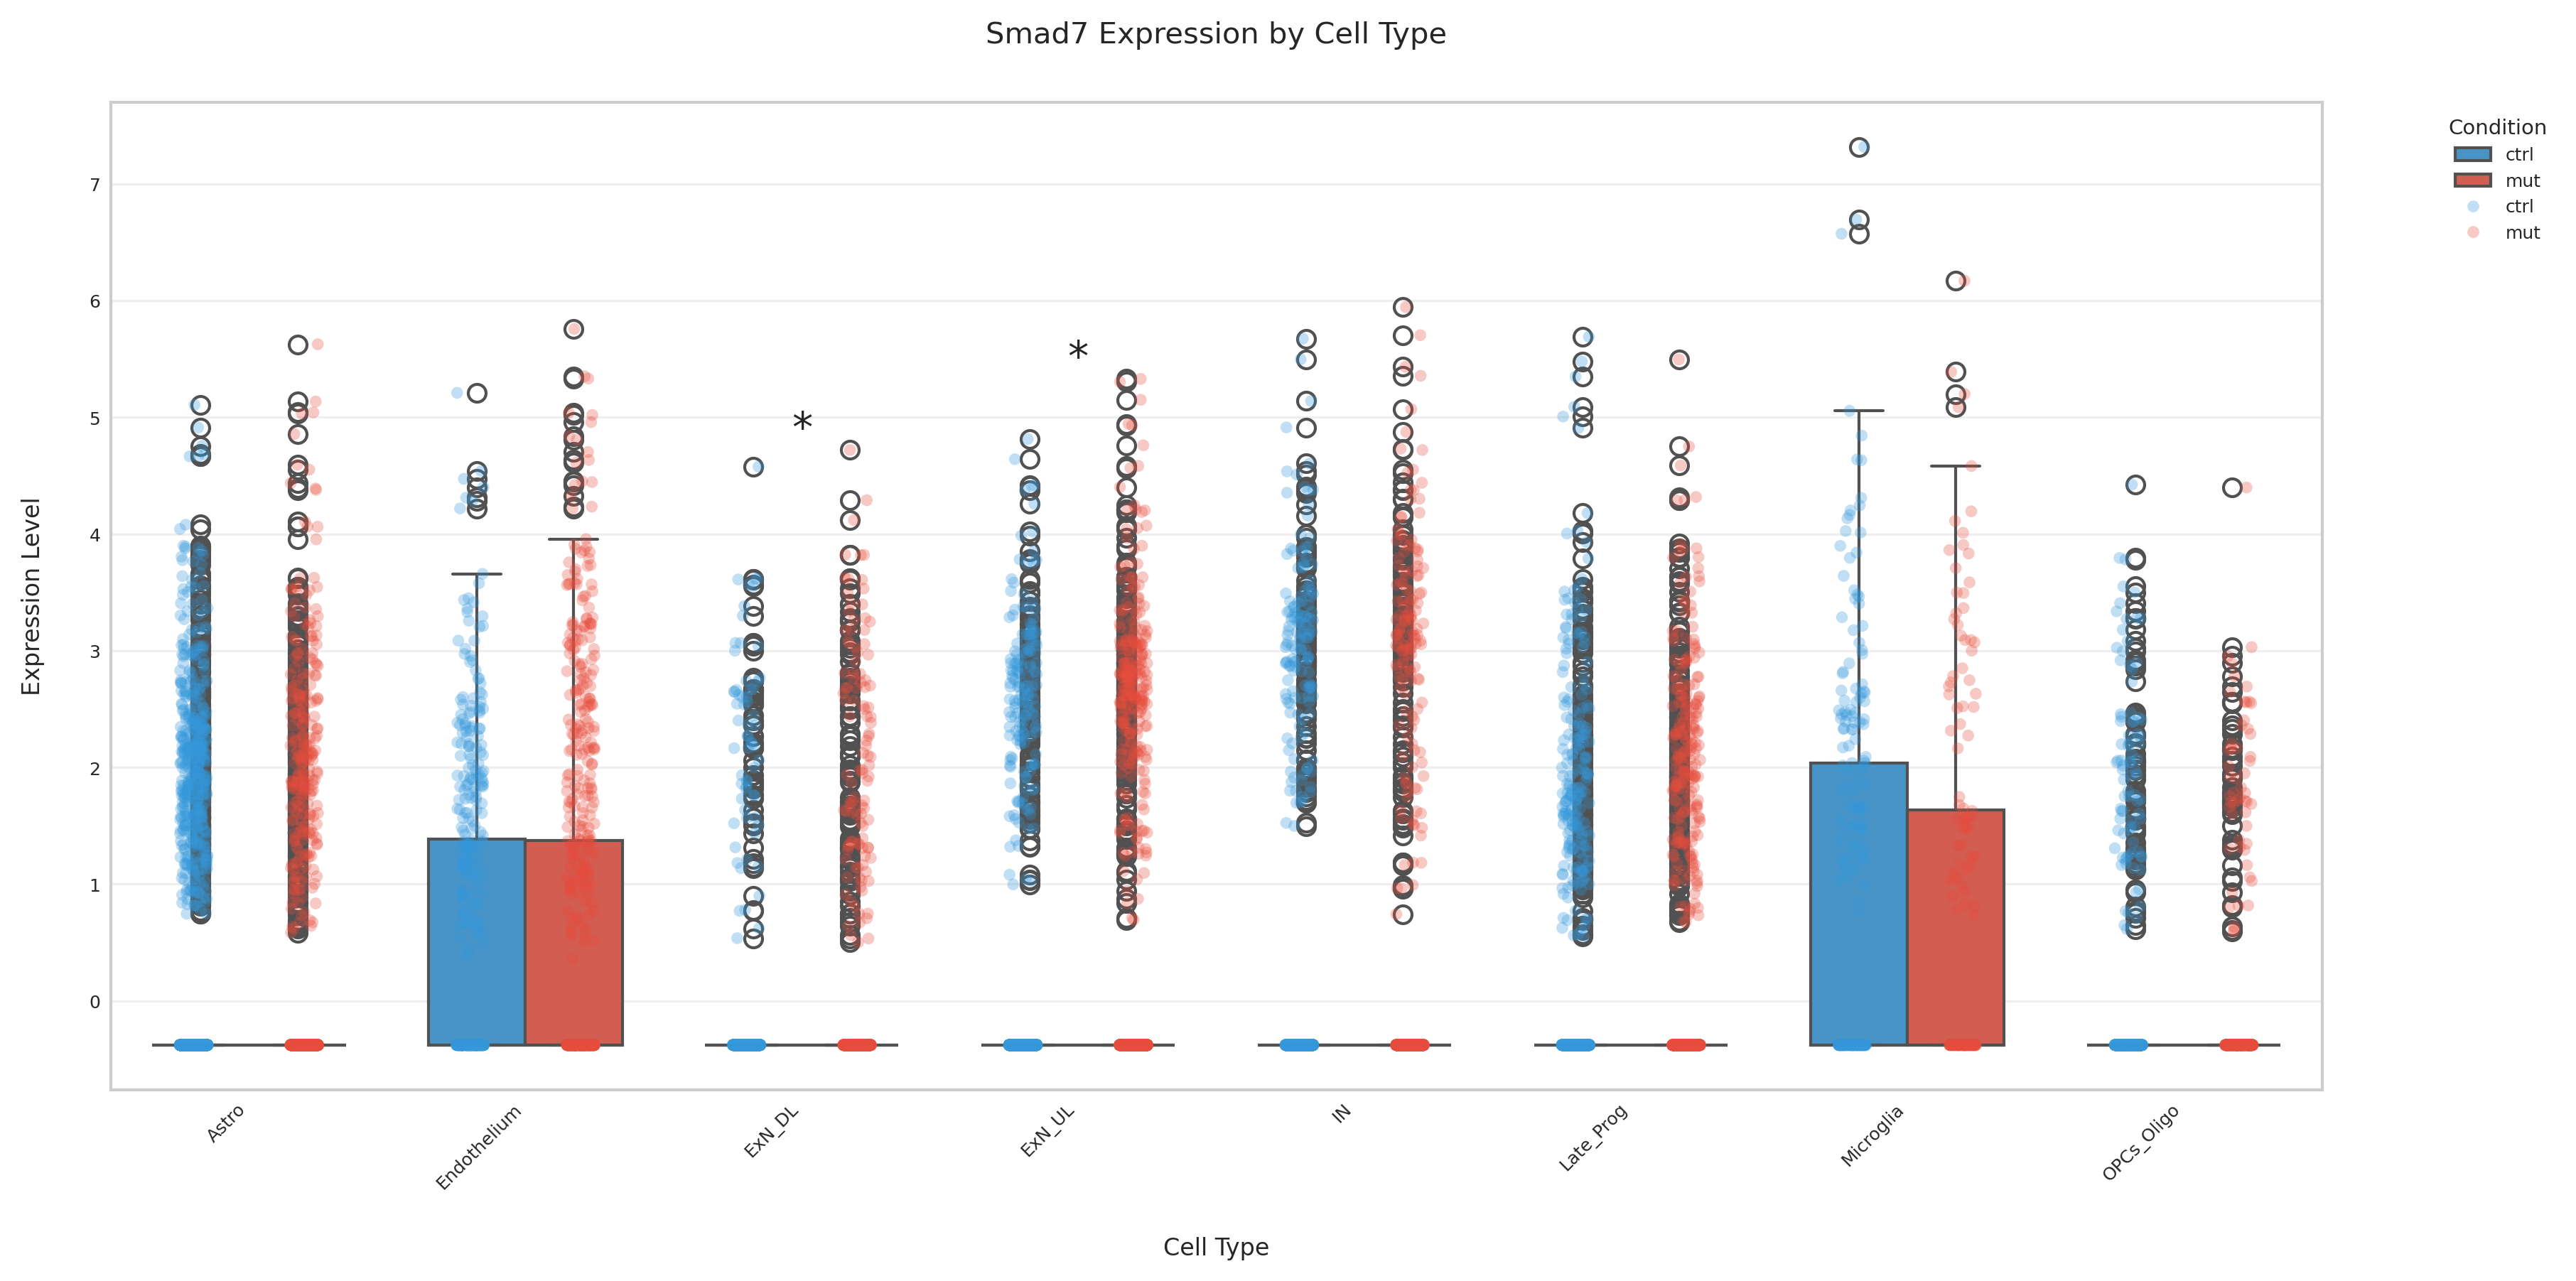 Smad7 Expression by Cell Type
Condition
ctrl
mut
ctrl
mut
Expression Level
7
6
5
4
3
2
1
0
*
*
Astro
Endothelium
ExN_DL
ExN_UL
IN
Late_Prog
Microglia
OPCs_Oligo
Cell Type